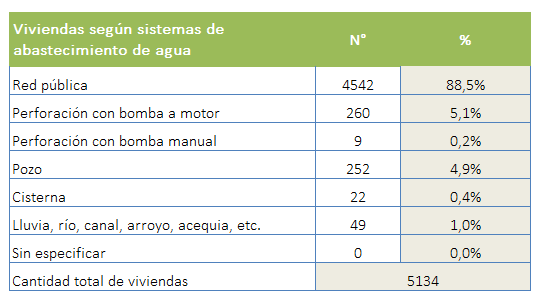 Viviendas según sistemas de abastecimiento de agua N° %
Red pública 4542 88,5%
Perforación con bomba a motor 260 5,1%
Perforación con bomba manual 9 0,2%
Pozo 252 4,9%
Cisterna 22 0,4%
Lluvia, río, canal, arroyo, acequia, etc. 49 1,0%
Sin especificar 0 0,0%
Cantidad total de viviendas 5134